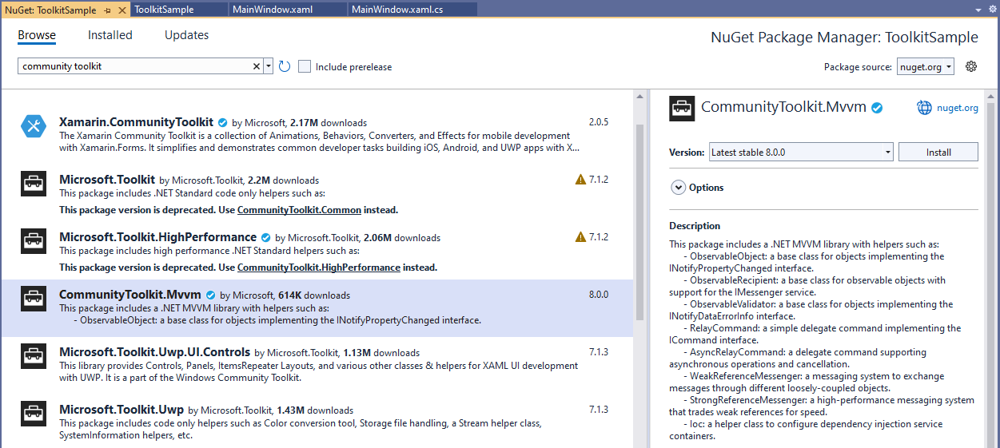 NuGet: ToolkitSample
ToolkitSample
MainWindow.xaml
MainWindow.xaml.cs
Browse
Installed
Updates
NuGet Package Manager: ToolkitSample
community toolkit
Include prerelease
Package source:
nuget.org
Xamarin.CommunityToolkit by Microsoft, 2.17M downloads 2.0.5
The Xamarin Community Toolkit is a collection of Animations, Behaviors, Converters, and Effects for mobile development
with Xamarin.Forms. It simplifies and demonstrates common developer tasks building iOS, Android, and UWP apps with X...
Microsoft.Toolkit by Microsoft.Toolkit, 2.2M downloads 7.1.2
This package includes .NET Standard code only helpers such as:
This package version is deprecated. Use CommunityToolkit.Common instead.
Microsoft.Toolkit.HighPerformance by Microsoft.Toolkit, 2.06M downloads 7.1.2
This package includes high performance .NET Standard helpers such as:
This package version is deprecated. Use CommunityToolkit.HighPerformance instead.
CommunityToolkit.Mvvm by Microsoft, 614K downloads 8.0.0
This package includes a .NET MVVM library with helpers such as:
- ObservableObject: a base class for objects implementing the INotifyPropertyChanged interface.
Microsoft.Toolkit.Uwp.UI.Controls by Microsoft.Toolkit, 1.13M downloads 7.1.3
This library provides Controls, Panels, ItemsRepeater Layouts, and various other classes & helpers for XAML UI development
with UWP. It is a part of the Windows Community Toolkit.
Microsoft.Toolkit.Uwp by Microsoft.Toolkit, 1.43M downloads 7.1.3
This package includes code only helpers such as Color conversion tool, Storage file handling, a Stream helper class,
SystemInformation helpers, etc.
CommunityToolkit.Mvvm
nuget.org
Version: Latest stable 8.0.0
Install
Options
Description
This package includes a .NET MVVM library with helpers such as:
- ObservableObject: a base class for objects implementing the
INotifyPropertyChanged interface.
- ObservableRecipient: a base class for observable objects with
support for the IMessenger service.
- ObservableValidator: a base class for objects implementing the
INotifyDataErrorInfo interface.
- RelayCommand: a simple delegate command implementing the
ICommand interface.
- AsyncRelayCommand: a delegate command supporting
asynchronous operations and cancellation.
- WeakReferenceMessenger: a messaging system to exchange
messages through different loosely-coupled objects.
- StrongReferenceMessenger: a high-performance messaging system
that trades weak references for speed.
- Ioc: a helper class to configure dependency injection service
containers.